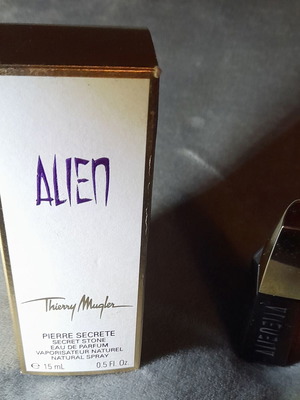 ALIEN
Thierry Mugler
PIERRE SECRETE
SECRET STONE
EAU DE PARFUM
VAPORISATEUR NATUREL
NATURAL SPRAY
℮ 15 mL 0.5 Fl. Oz.